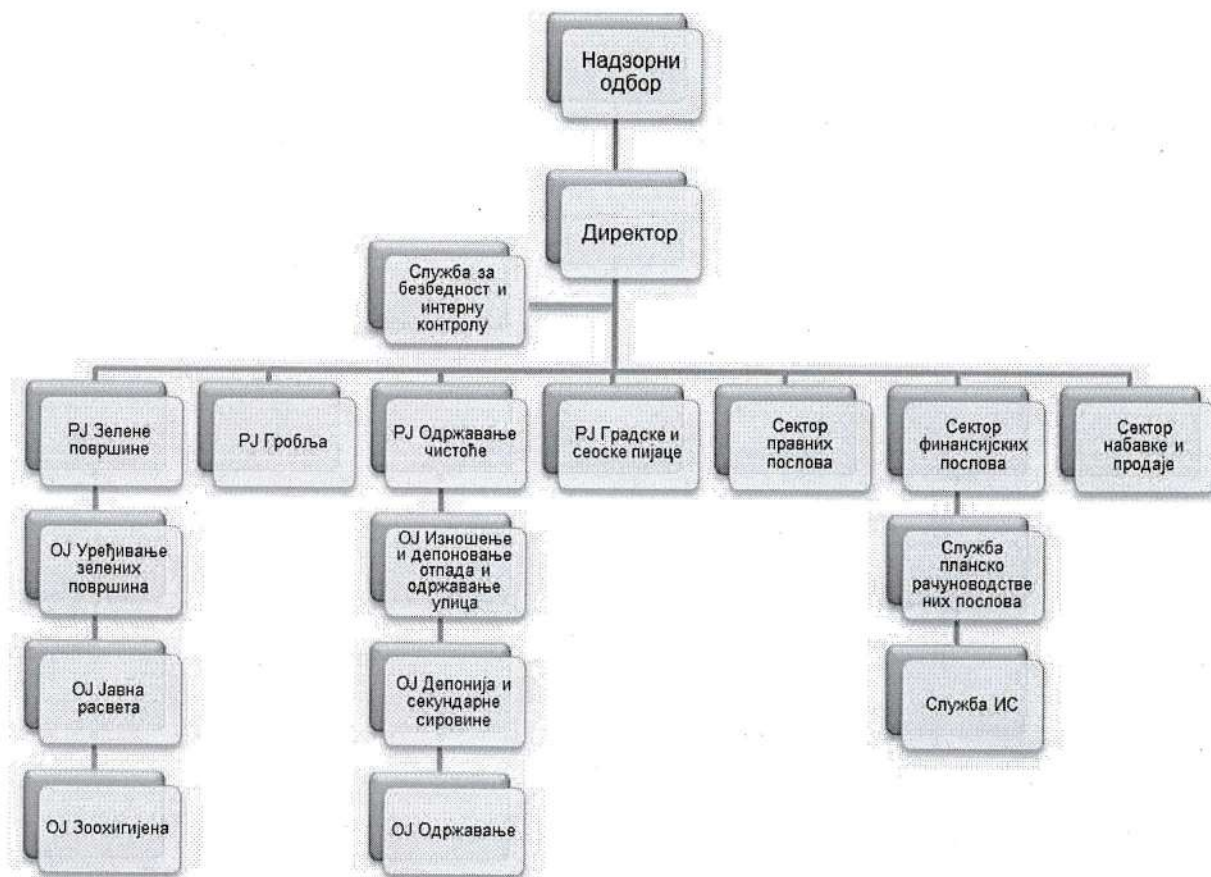 Надзорни
одбор
Директор
Служба за
безбедност и
интерну
контролу
РЈ Зелене
површине
РЈ Гробља
РЈ Одржавање
чистоће
РЈ Градске и
сеоске пијаце
Сектор
правних
послова
Сектор
финансијских
послова
Сектор
набавке и
продаје
ОЈ Уређивање
зелених
површина
ОЈ Изношење
и депоновање
отпада и
одржавање
улица
Служба
планско
рачуноводстве
них послова
ОЈ Јавна
расвета
ОЈ Депонија и
секундарне
сировине
Служба ИС
ОЈ Зоохигијена
ОЈ Одржавање